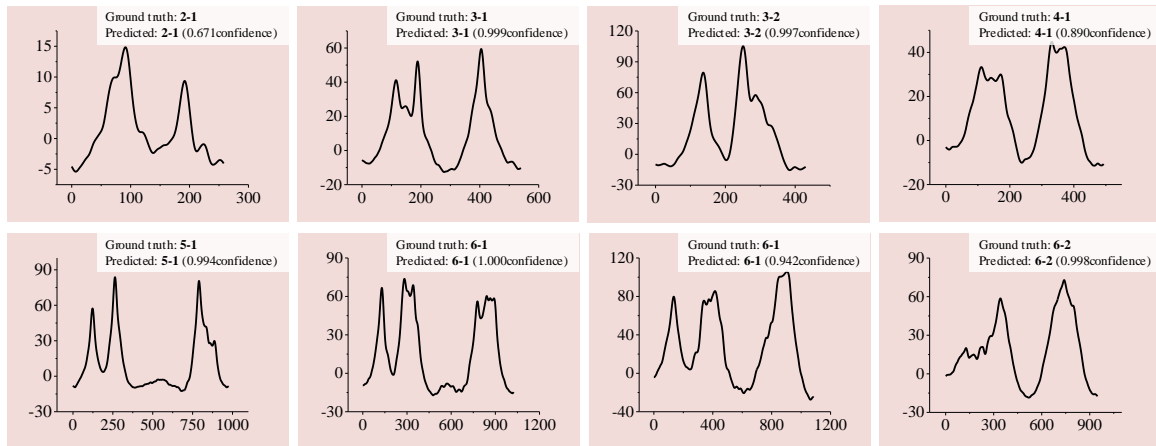 Ground truth: 2-1
Predicted: 2-1 (0.671confidence)
15
10
5
0
-5
0 100 200 300
Ground truth: 3-1
Predicted: 3-1 (0.999confidence)
60
40
20
0
-20
0 200 400 600
Ground truth: 3-2
Predicted: 3-2 (0.997confidence)
120
90
60
30
0
-30
0 200 400
Ground truth: 4-1
Predicted: 4-1 (0.890confidence)
40
20
0
-20
0 200 400
Ground truth: 5-1
Predicted: 5-1 (0.994confidence)
90
60
30
0
-30
0 250 500 750 1000
Ground truth: 6-1
Predicted: 6-1 (1.000confidence)
90
60
30
0
-30
0 300 600 900 1200
Ground truth: 6-1
Predicted: 6-1 (0.942confidence)
120
80
40
0
-40
0 400 800 1200
Ground truth: 6-2
Predicted: 6-2 (0.998confidence)
90
60
30
0
-30
0 300 600 900